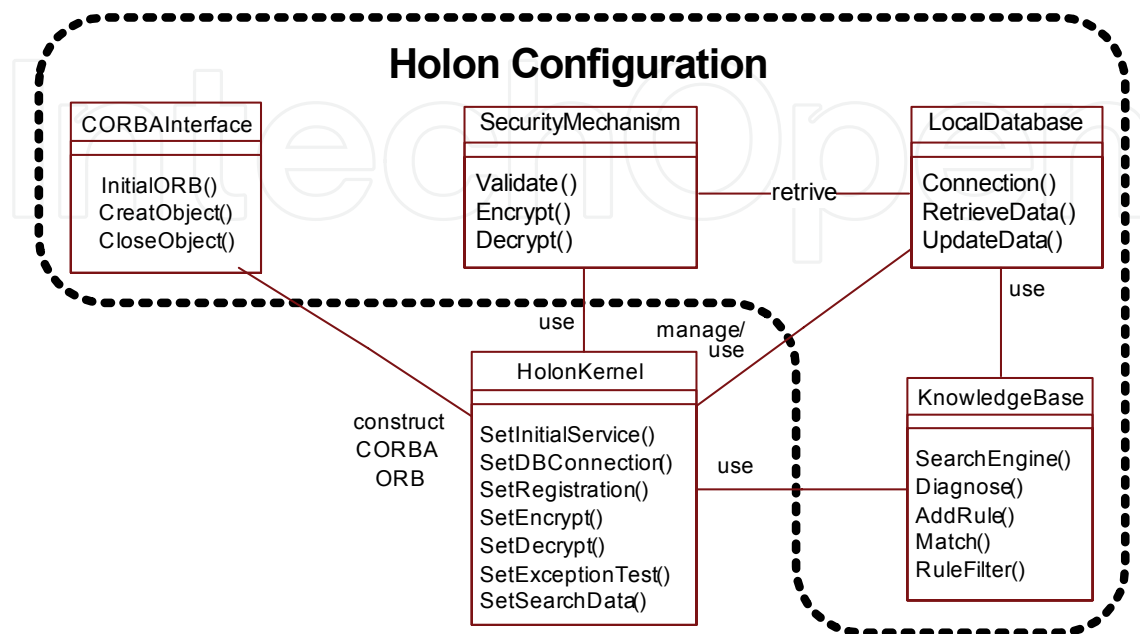 Holon Configuration
IntechOpen
CORBAInterface
InitialORB()
CreatObject()
CloseObject()
SecurityMechanism
Validate()
Encrypt()
Decrypt()
retrive
LocalDatabase
Connection()
RetrieveData()
UpdateData()
use
manage/
use
use
HolonKernel
SetInitialService()
SetDBConnection()
SetRegistration()
SetEncrypt()
SetDecrypt()
SetExceptionTest()
SetSearchData()
construct
CORBA
ORB
use
KnowledgeBase
SearchEngine()
Diagnose()
AddRule()
Match()
RuleFilter()